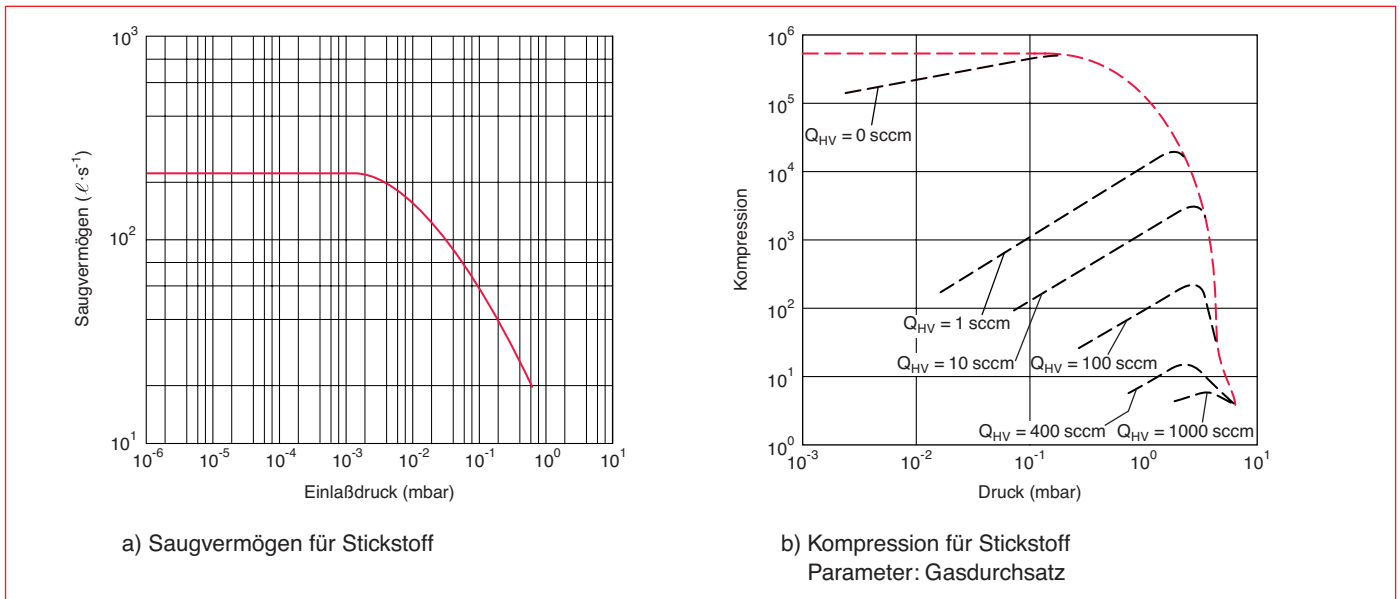 10³
10²
10¹
Saugvermögen (ℓ·s⁻¹)
10⁻⁶ 10⁻⁵ 10⁻⁴ 10⁻³ 10⁻² 10⁻¹ 10⁰ 10¹
Einlaßdruck (mbar)
a) Saugvermögen für Stickstoff
10⁶
10⁵
10⁴
10³
10²
10¹
10⁰
Kompression
Q_HV = 0 sccm
Q_HV = 1 sccm
Q_HV = 10 sccm
Q_HV = 100 sccm
Q_HV = 400 sccm
Q_HV = 1000 sccm
10⁻³ 10⁻² 10⁻¹ 10⁰ 10¹
Druck (mbar)
b) Kompression für Stickstoff
Parameter: Gasdurchsatz